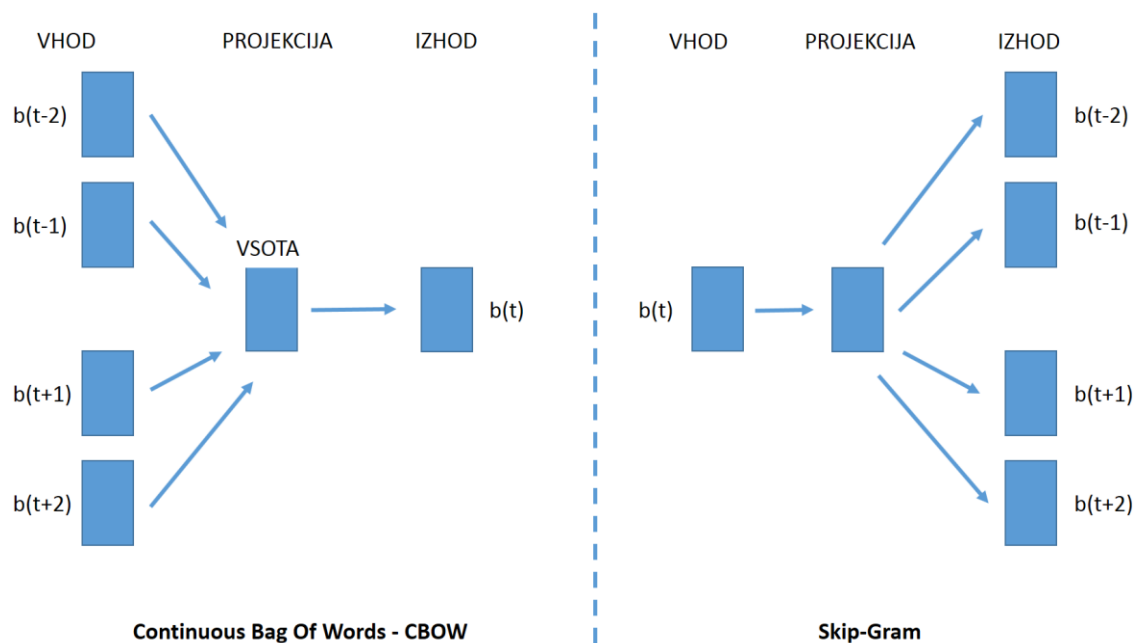 VHOD PROJEKCIJA IZHOD
b(t-2)
b(t-1)
VSOTA
b(t)
b(t+1)
b(t+2)
Continuous Bag Of Words - CBOW
VHOD PROJEKCIJA IZHOD
b(t-2)
b(t-1)
b(t)
b(t+1)
b(t+2)
Skip-Gram